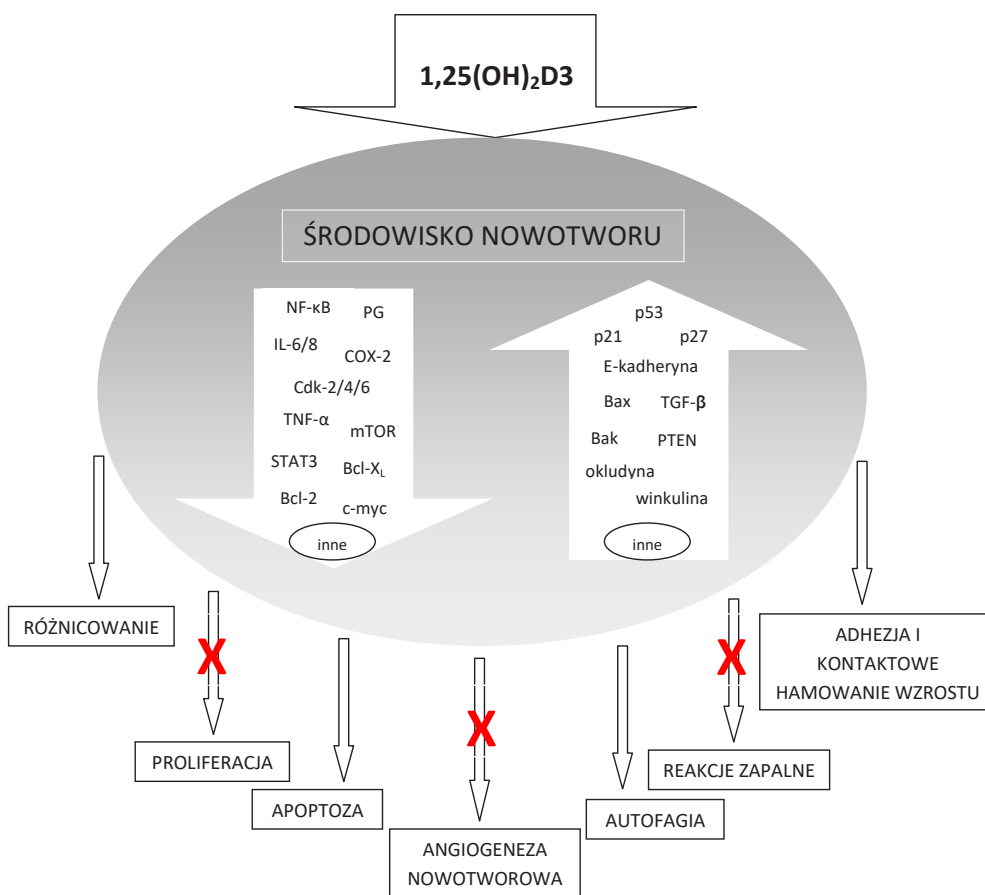 1,25(OH)₂D3
ŚRODOWISKO NOWOTWORU
NF-κB PG
IL-6/8 COX-2
Cdk-2/4/6
TNF-α mTOR
STAT3 Bcl-X_L
Bcl-2 c-myc
inne
p53
p21 p27
E-kadheryna
Bax TGF-β
Bak PTEN
okludyna
winkulina
inne
RÓŻNICOWANIE
X
PROLIFERACJA
APOPTOZA
X
ANGIOGENEZA
NOWOTWOROWA
AUTOFAGIA
X
REAKCJE ZAPALNE
ADHEZJA I
KONTAKTOWE
HAMOWANIE WZROSTU